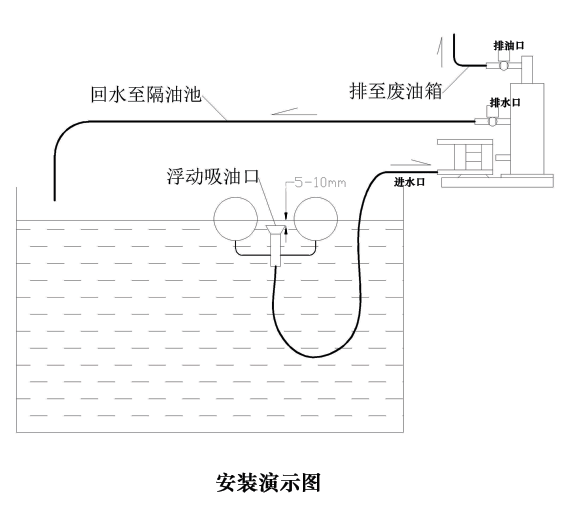 排油口
排至废油箱
回水至隔油池
排水口
浮动吸油口
5-10mm
进水口
安装演示图